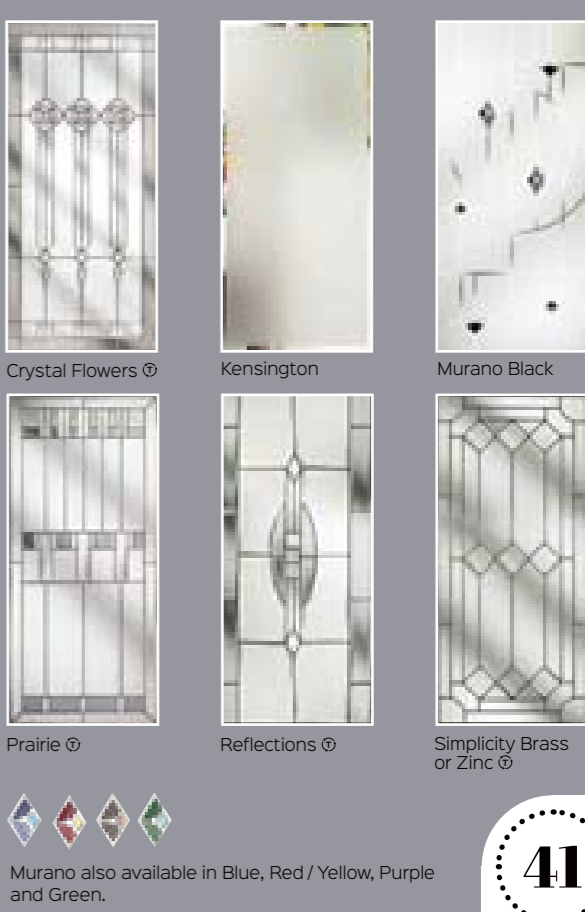 Crystal Flowers Ⓣ
Kensington
Murano Black
Prairie Ⓣ
Reflections Ⓣ
Simplicity Brass
or Zinc Ⓣ
Murano also available in Blue, Red / Yellow, Purple
and Green.
41